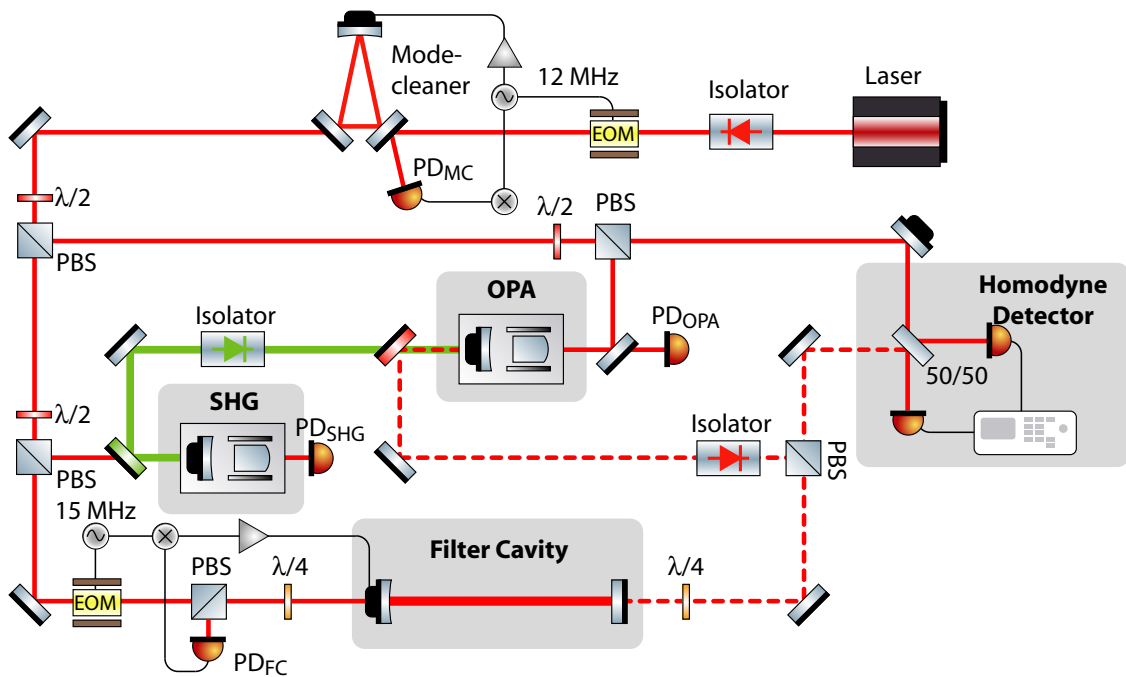 Mode-
cleaner
12 MHz
Isolator
Laser
EOM
PD_MC
λ/2
λ/2
PBS
PBS
OPA
Homodyne
Detector
Isolator
PD_OPA
50/50
λ/2
SHG
PD_SHG
Isolator
PBS
PBS
15 MHz
Filter Cavity
PBS
λ/4
λ/4
EOM
PD_FC